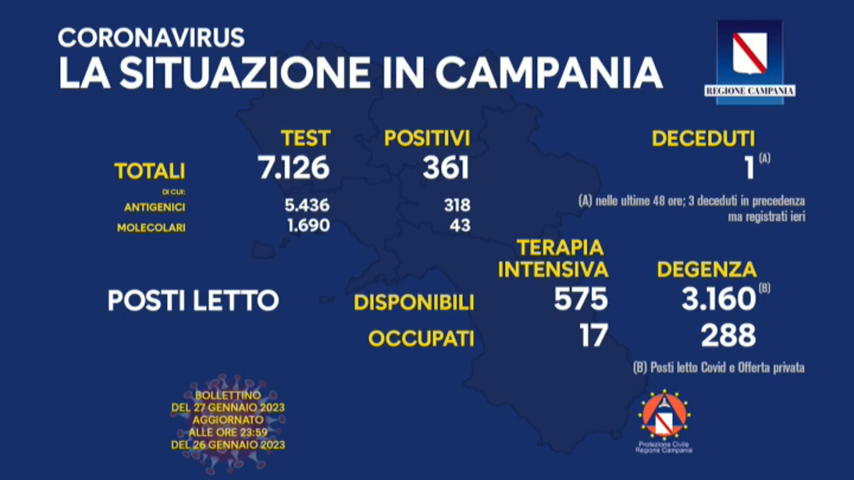 CORONAVIRUS
LA SITUAZIONE IN CAMPANIA
REGIONE CAMPANIA
TEST POSITIVI DECEDUTI
TOTALI 7.126 361 1 (A)
DI CUI:
ANTIGENICI 5.436 318
MOLECOLARI 1.690 43
(A) nelle ultime 48 ore; 3 deceduti in precedenza
ma registrati ieri
TERAPIA
INTENSIVA DEGENZA
POSTI LETTO DISPONIBILI 575 3.160 (B)
OCCUPATI 17 288
(B) Posti letto Covid e Offerta privata
BOLLETTINO
DEL 27 GENNAIO 2023
AGGIORNATO
ALLE ORE 23:59
DEL 26 GENNAIO 2023
Protezione Civile
Regione Campania